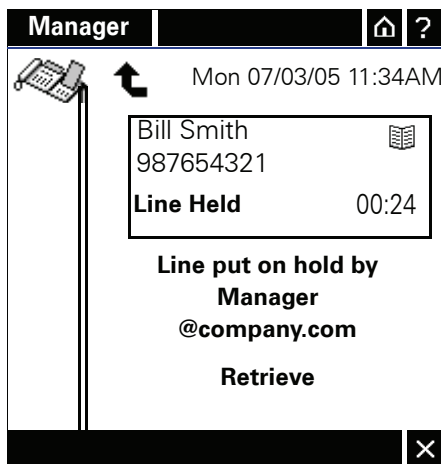 Manager ?
Mon 07/03/05 11:34AM
Bill Smith
987654321
Line Held 00:24
Line put on hold by
Manager
@company.com
Retrieve